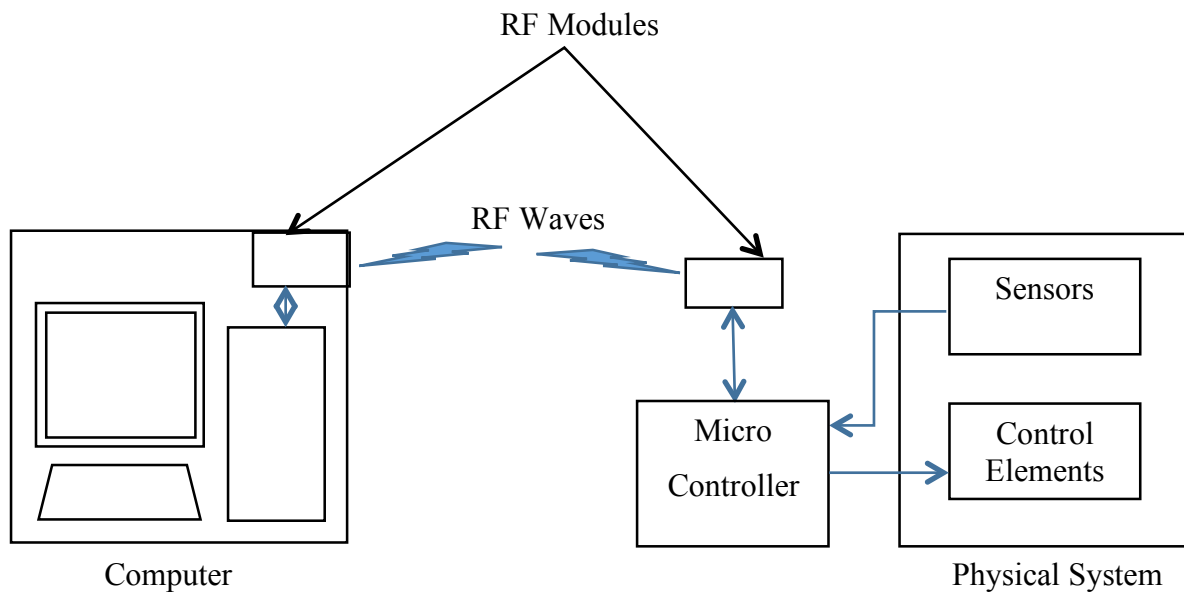 RF Modules
RF Waves
Sensors
Micro
Controller
Control
Elements
Computer
Physical System